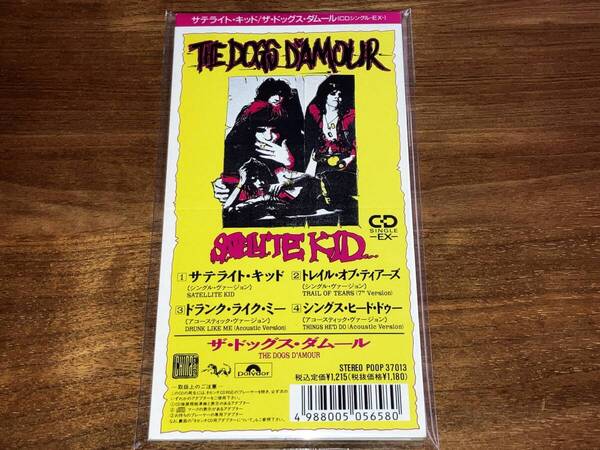 サテライト・キッド/ザ・ドッグス・ダムール(CDシングル-EX-)
THE DOGS D'AMOUR
CD
SINGLE
-EX-
SATELLITE KID...
1 サテライト・キッド
(シングル・ヴァージョン)
SATELLITE KID
2 トレイル・オブ・ティアーズ
(シングル・ヴァージョン)
TRAIL OF TEARS (7" Version)
3 ドランク・ライク・ミー
(アコースティック・ヴァージョン)
DRUNK LIKE ME (Acoustic Version)
4 シングス・ヒード・ドゥー
(アコースティック・ヴァージョン)
THINGS HE'D DO (Acoustic Version)
ザ・ドッグス・ダムール
THE DOGS D'AMOUR
CHINA
polydor
STEREO POOP 37013
税込定価¥1,215(税抜価格¥1,180)
取扱上のご注意
4 988005 056580